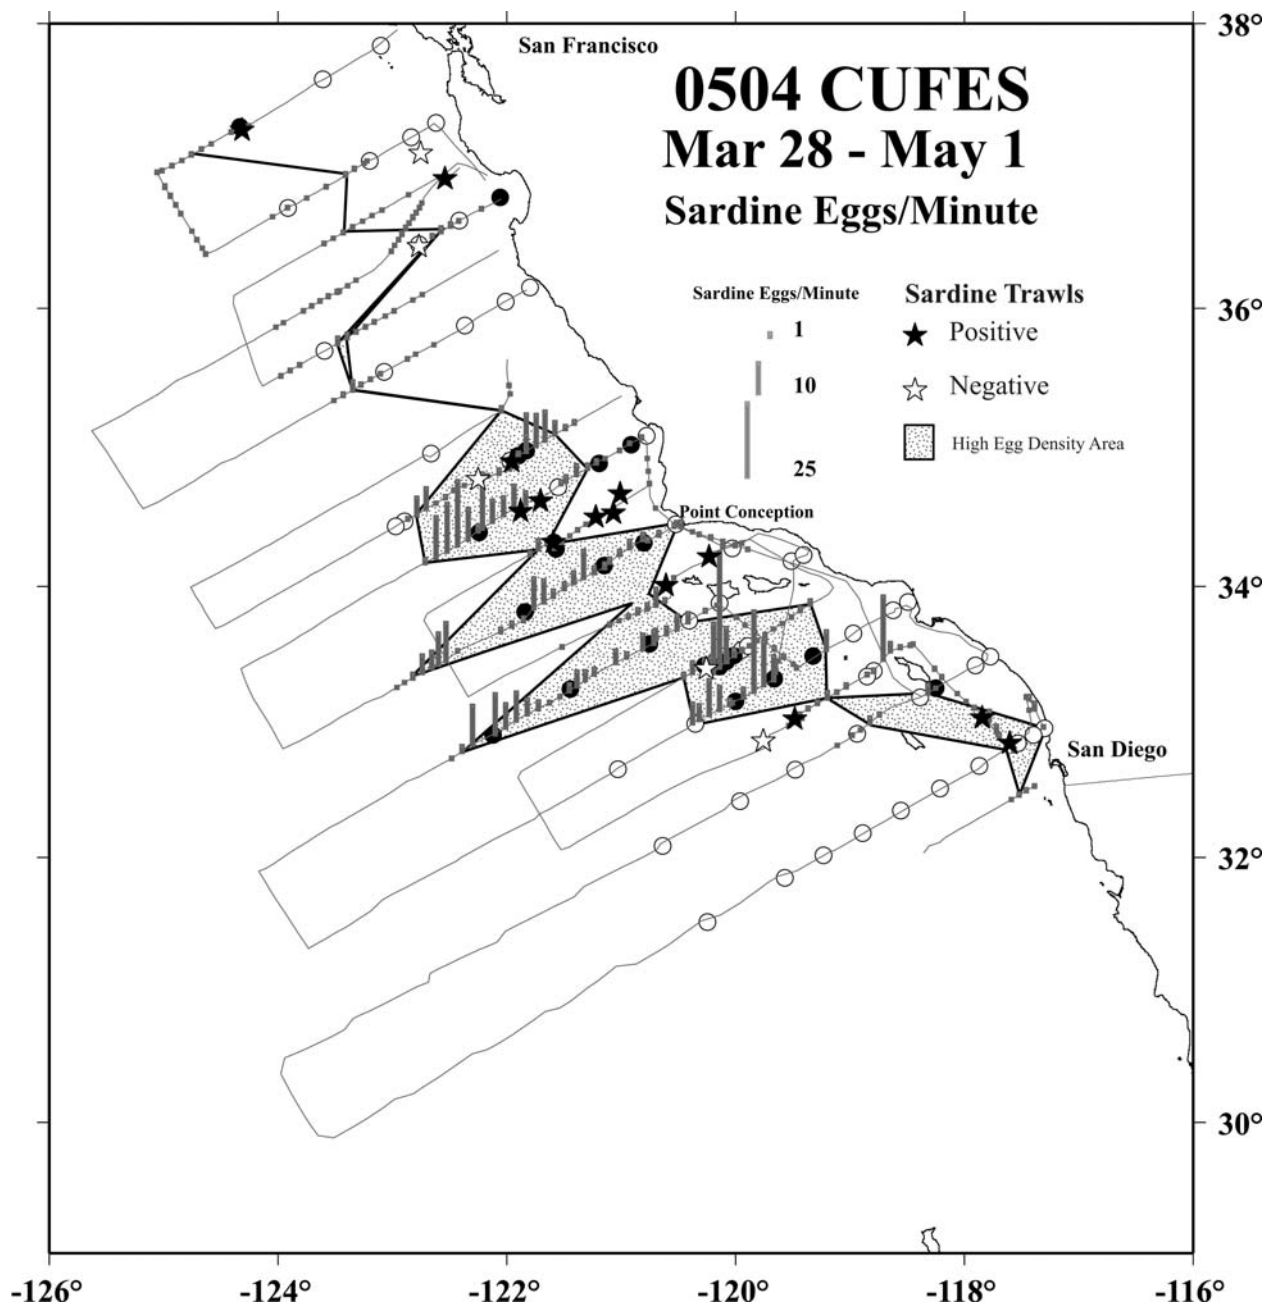 San Francisco
38°
0504 CUFES
Mar 28 - May 1
Sardine Eggs/Minute
Sardine Eggs/Minute
1
10
25
Sardine Trawls
Positive
Negative
High Egg Density Area
36°
Point Conception
34°
San Diego
32°
30°
-126°
-124°
-122°
-120°
-118°
-116°